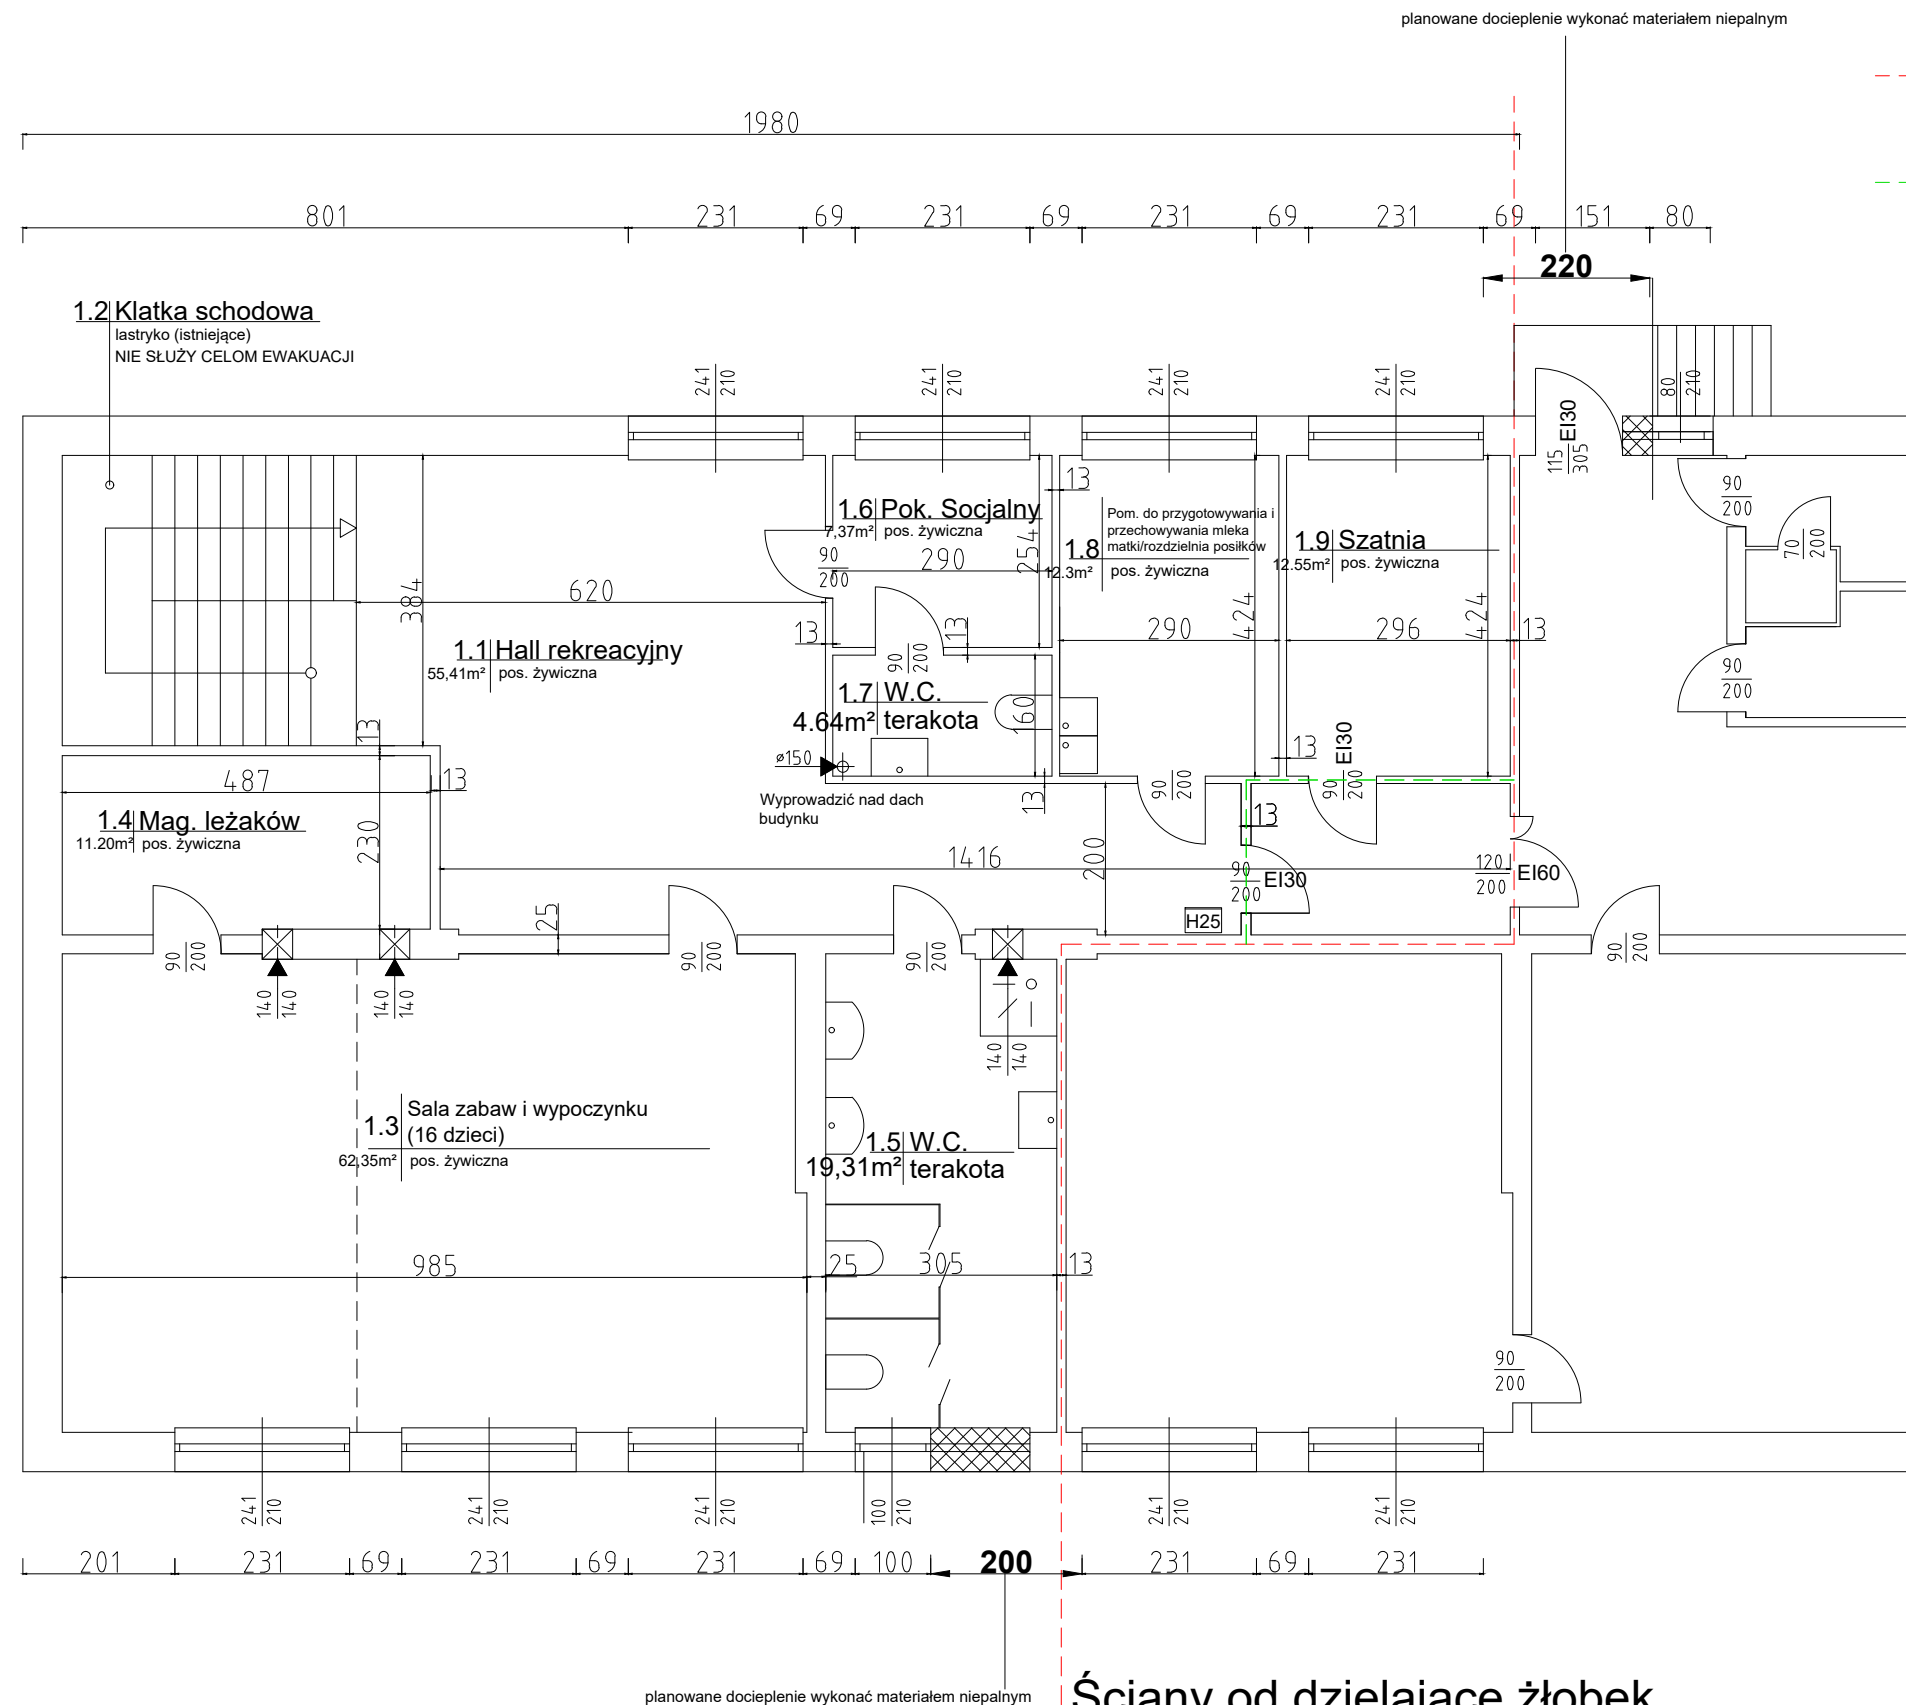 planowane docieplenie wykonać materiałem niepalnym
1980
801 231 69 231 69 231 69 231 69 151 80
220
1.2 Klatka schodowa
lastryko (istniejące)
NIE SŁUŻY CELOM EWAKUACJI
241
210
241
210
241
210
241
210
80
210
115
305
EI30
13
1.6 Pok. Socjalny
7,37m² pos. żywiczna
290
254
90
200
Pom. do przygotowywania i
przechowywania mleka
matki/rozdzielnia posiłków
1.8
12.3m² pos. żywiczna
1.9 Szatnia
12.55m² pos. żywiczna
90
200
70
200
384
620
13
13
90
200
290
424
296
424
13
1.1 Hall rekreacyjny
55,41m² pos. żywiczna
1.7 W.C.
4.64m² terakota
160
90
200
13
ø150
13
EI30
487
13
13
90
200
90
200
Wyprowadzić nad dach
budynku
1.4 Mag. leżaków
11.20m² pos. żywiczna
230
13
1416
200
90
200
EI30
120
200
EI60
25
H25
90
200
90
200
90
200
90
200
140
140
140
140
140
140
1.3
Sala zabaw i wypoczynku
(16 dzieci)
62,35m² pos. żywiczna
1.5 W.C.
19,31m² terakota
985
25
305
13
90
200
241
210
241
210
241
210
100
210
241
210
241
210
201 231 69 231 69 231 69 100 200 231 69 231
planowane docieplenie wykonać materiałem niepalnym
Ściany od dzielające żłobek